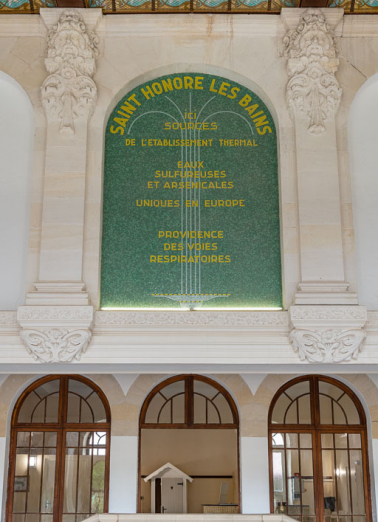 SAINT HONORE LES BAINS
ICI
SOURCES
DE L'ETABLISSEMENT THERMAL
EAUX
SULFUREUSES
ET ARSENICALES
UNIQUES EN EUROPE
PROVIDENCE
DES VOIES
RESPIRATOIRES